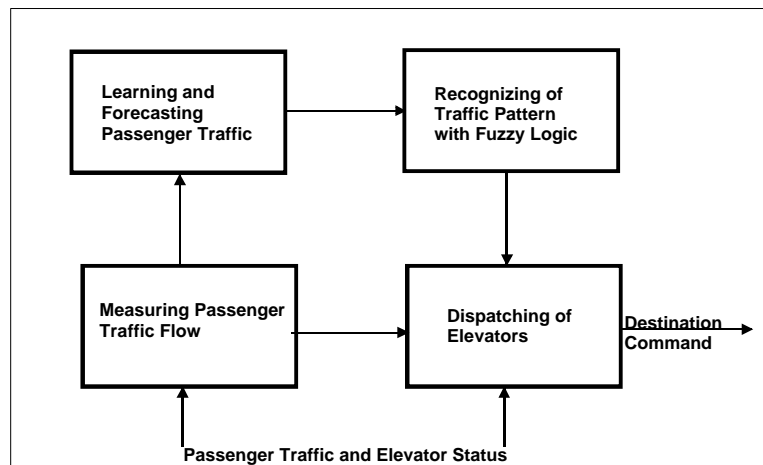 Learning and
Forecasting
Passenger Traffic
Recognizing of
Traffic Pattern
with Fuzzy Logic
Measuring Passenger
Traffic Flow
Dispatching of
Elevators
Destination
Command
Passenger Traffic and Elevator Status